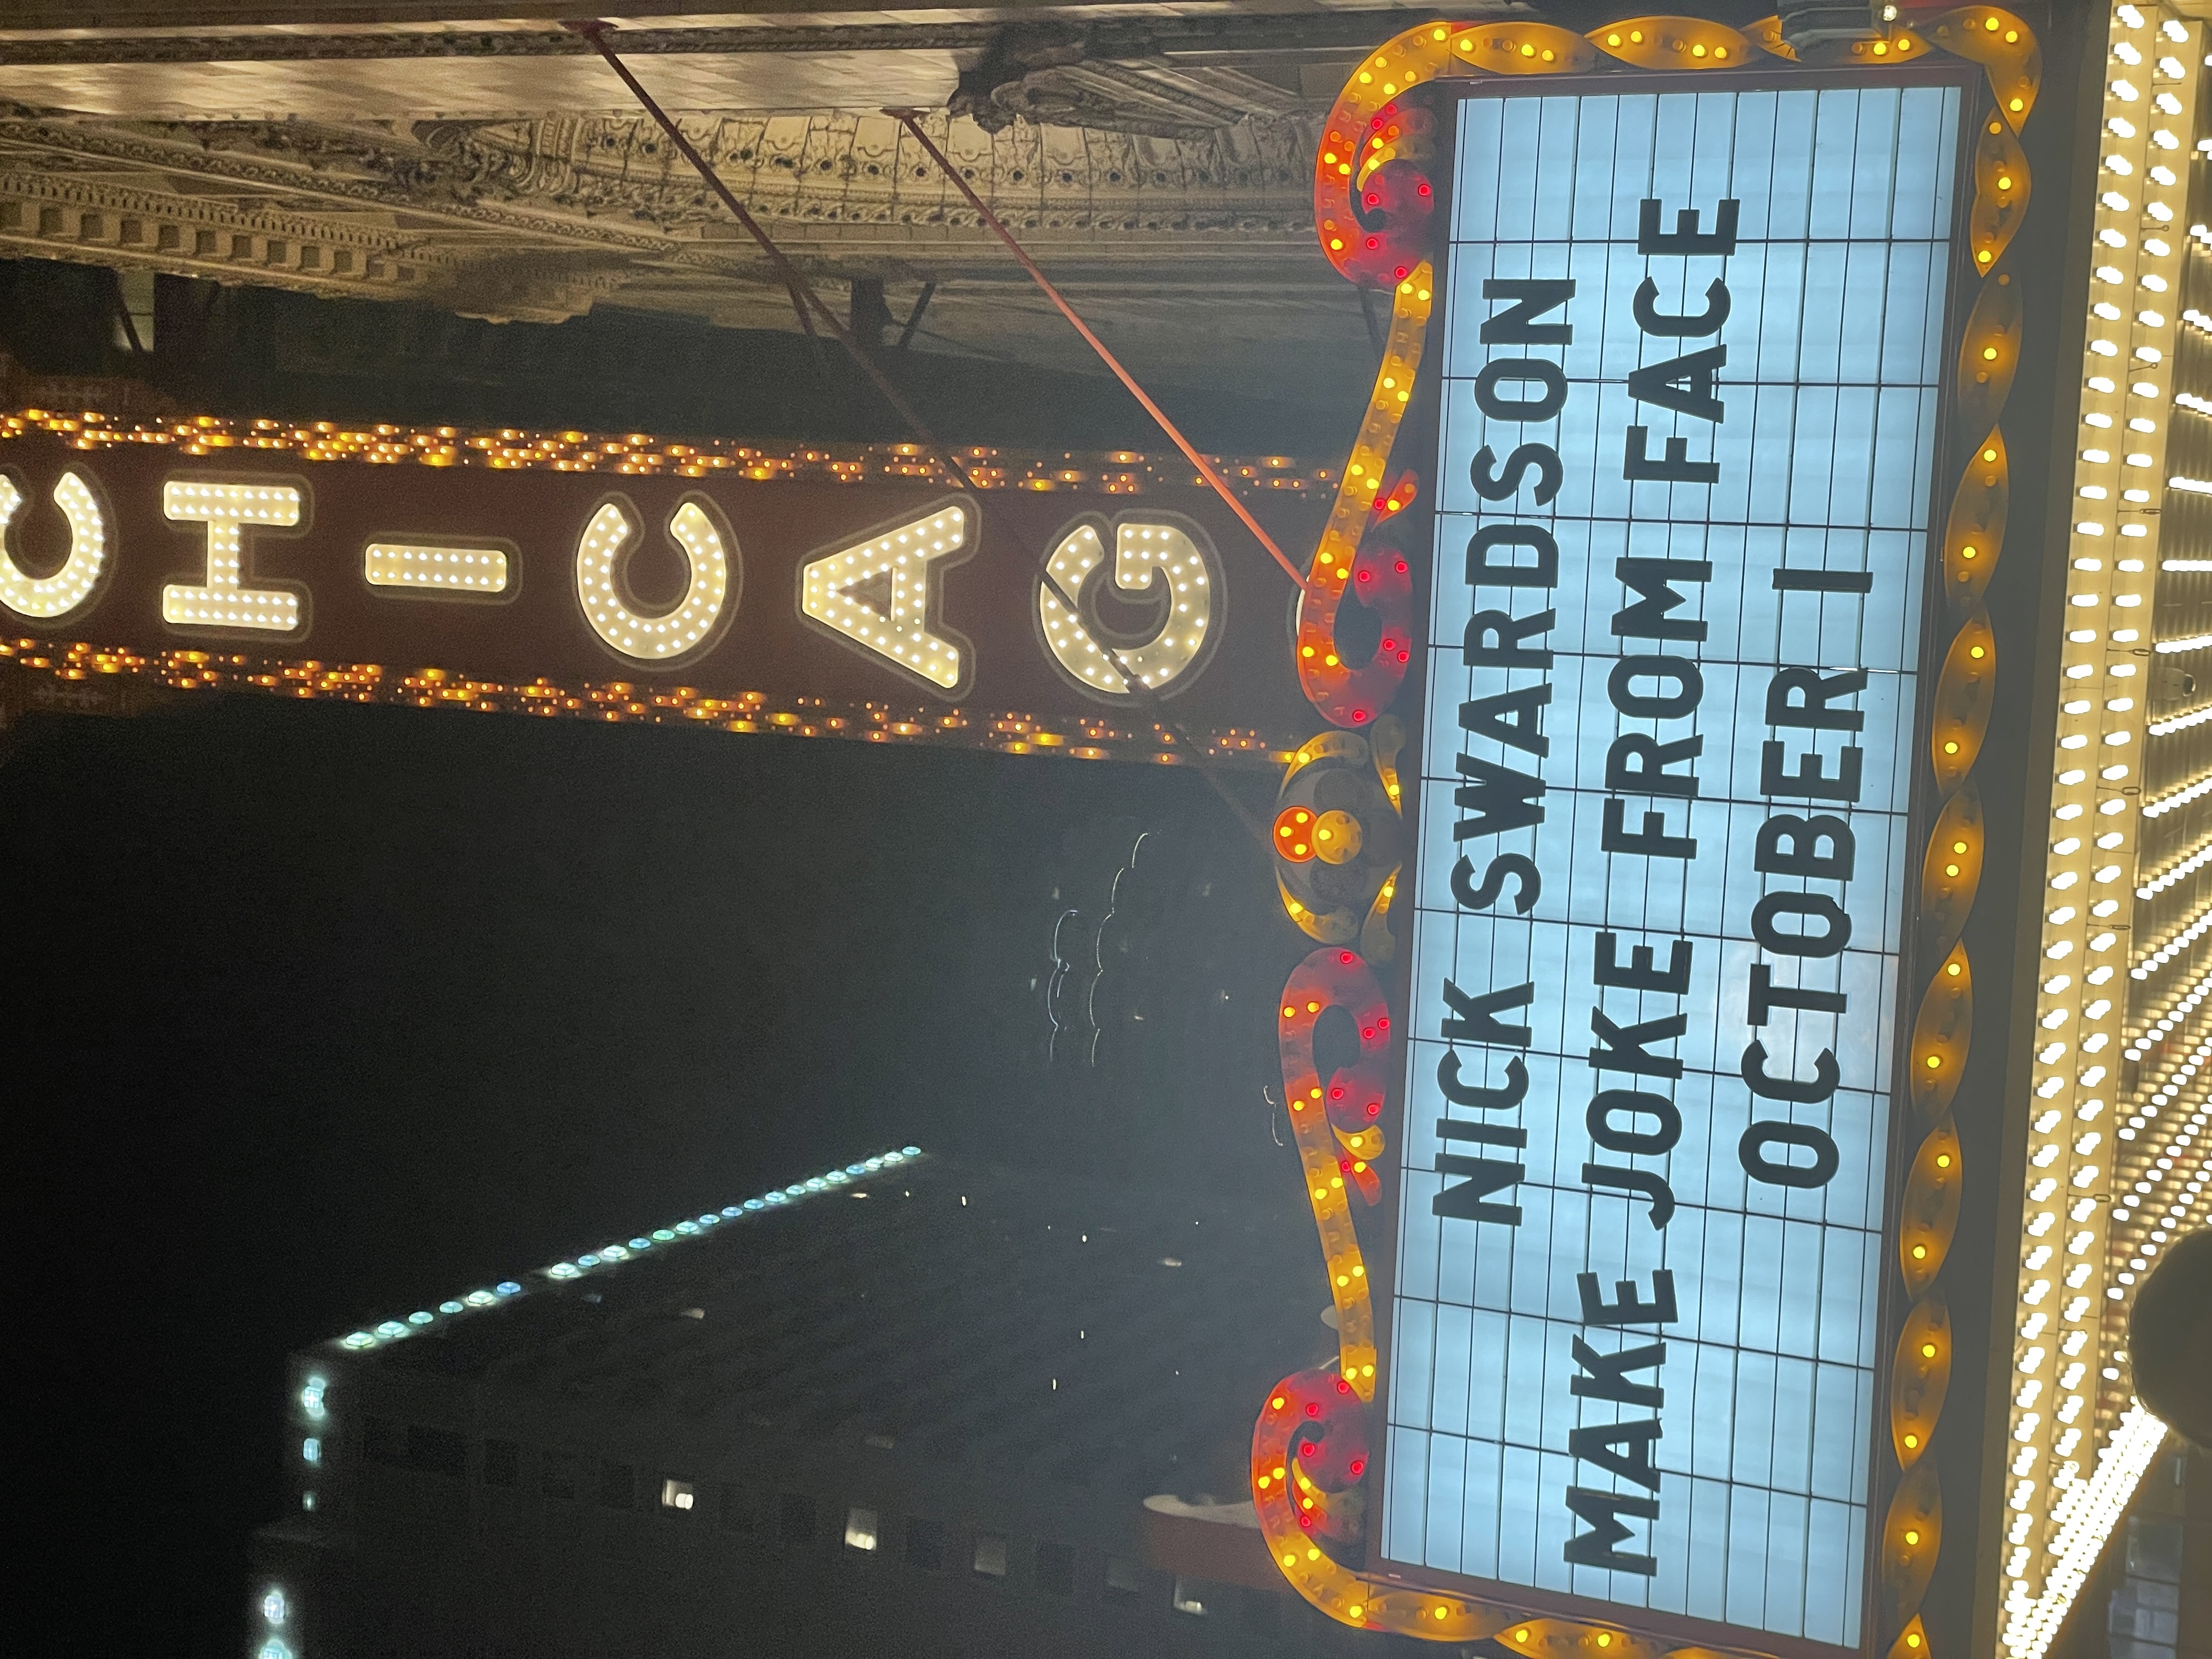 CHICAG
NICK SWARDSON
MAKE JOKE FROM FACE
OCTOBER 1